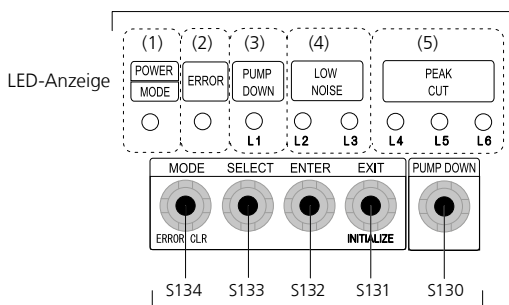 (1) (2) (3) (4) (5)
LED-Anzeige
POWER
MODE
ERROR
PUMP
DOWN
LOW
NOISE
PEAK
CUT
L1 L2 L3 L4 L5 L6
MODE SELECT ENTER EXIT PUMP DOWN
ERROR CLR INITIALIZE
S134 S133 S132 S131 S130